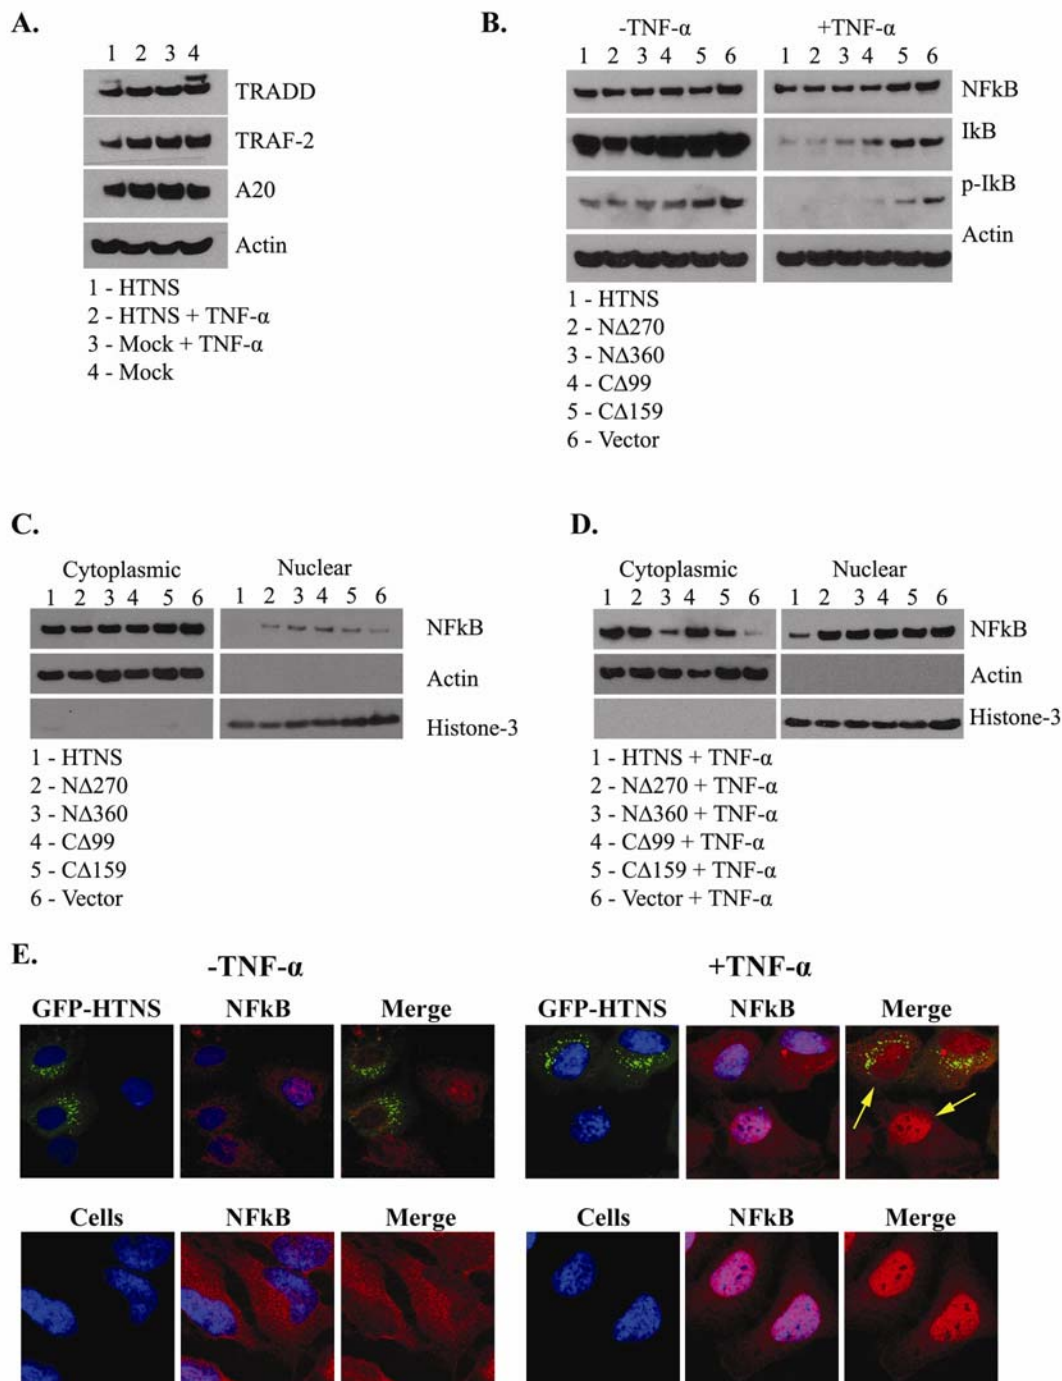 A.
1 2 3 4
TRADD
TRAF-2
A20
Actin
1 - HTNS
2 - HTNS + TNF-α
3 - Mock + TNF-α
4 - Mock
B.
-TNF-α +TNF-α
1 2 3 4 5 6 1 2 3 4 5 6
NFkB
IkB
p-IkB
Actin
1 - HTNS
2 - NΔ270
3 - NΔ360
4 - CΔ99
5 - CΔ159
6 - Vector
C.
Cytoplasmic Nuclear
1 2 3 4 5 6 1 2 3 4 5 6
NFkB
Actin
Histone-3
1 - HTNS
2 - NΔ270
3 - NΔ360
4 - CΔ99
5 - CΔ159
6 - Vector
D.
Cytoplasmic Nuclear
1 2 3 4 5 6 1 2 3 4 5 6
NFkB
Actin
Histone-3
1 - HTNS + TNF-α
2 - NΔ270 + TNF-α
3 - NΔ360 + TNF-α
4 - CΔ99 + TNF-α
5 - CΔ159 + TNF-α
6 - Vector + TNF-α
E.
-TNF-α +TNF-α
GFP-HTNS NFkB Merge GFP-HTNS NFkB Merge
Cells NFkB Merge Cells NFkB Merge